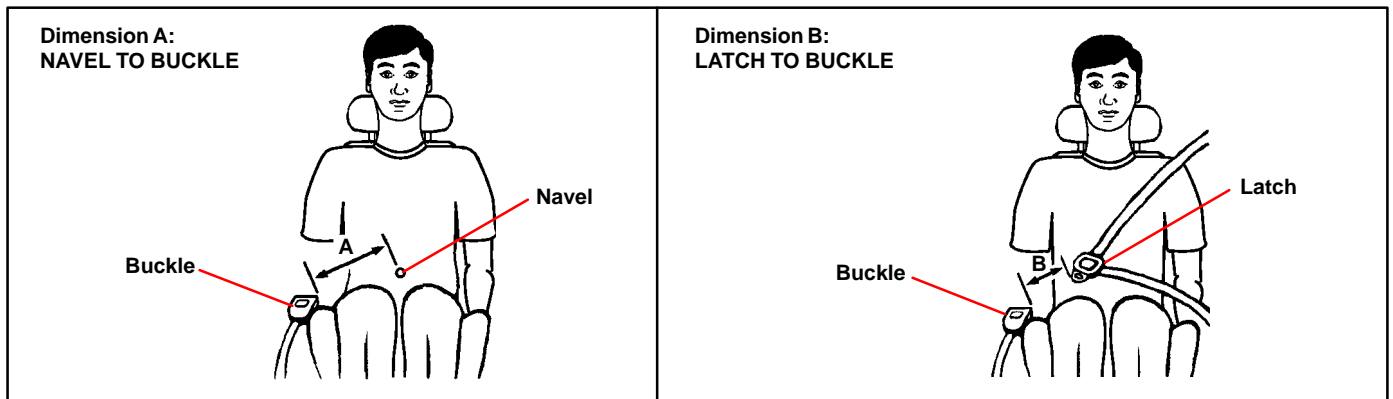 Dimension A:
NAVEL TO BUCKLE
Navel
A
Buckle
Dimension B:
LATCH TO BUCKLE
Latch
B
Buckle